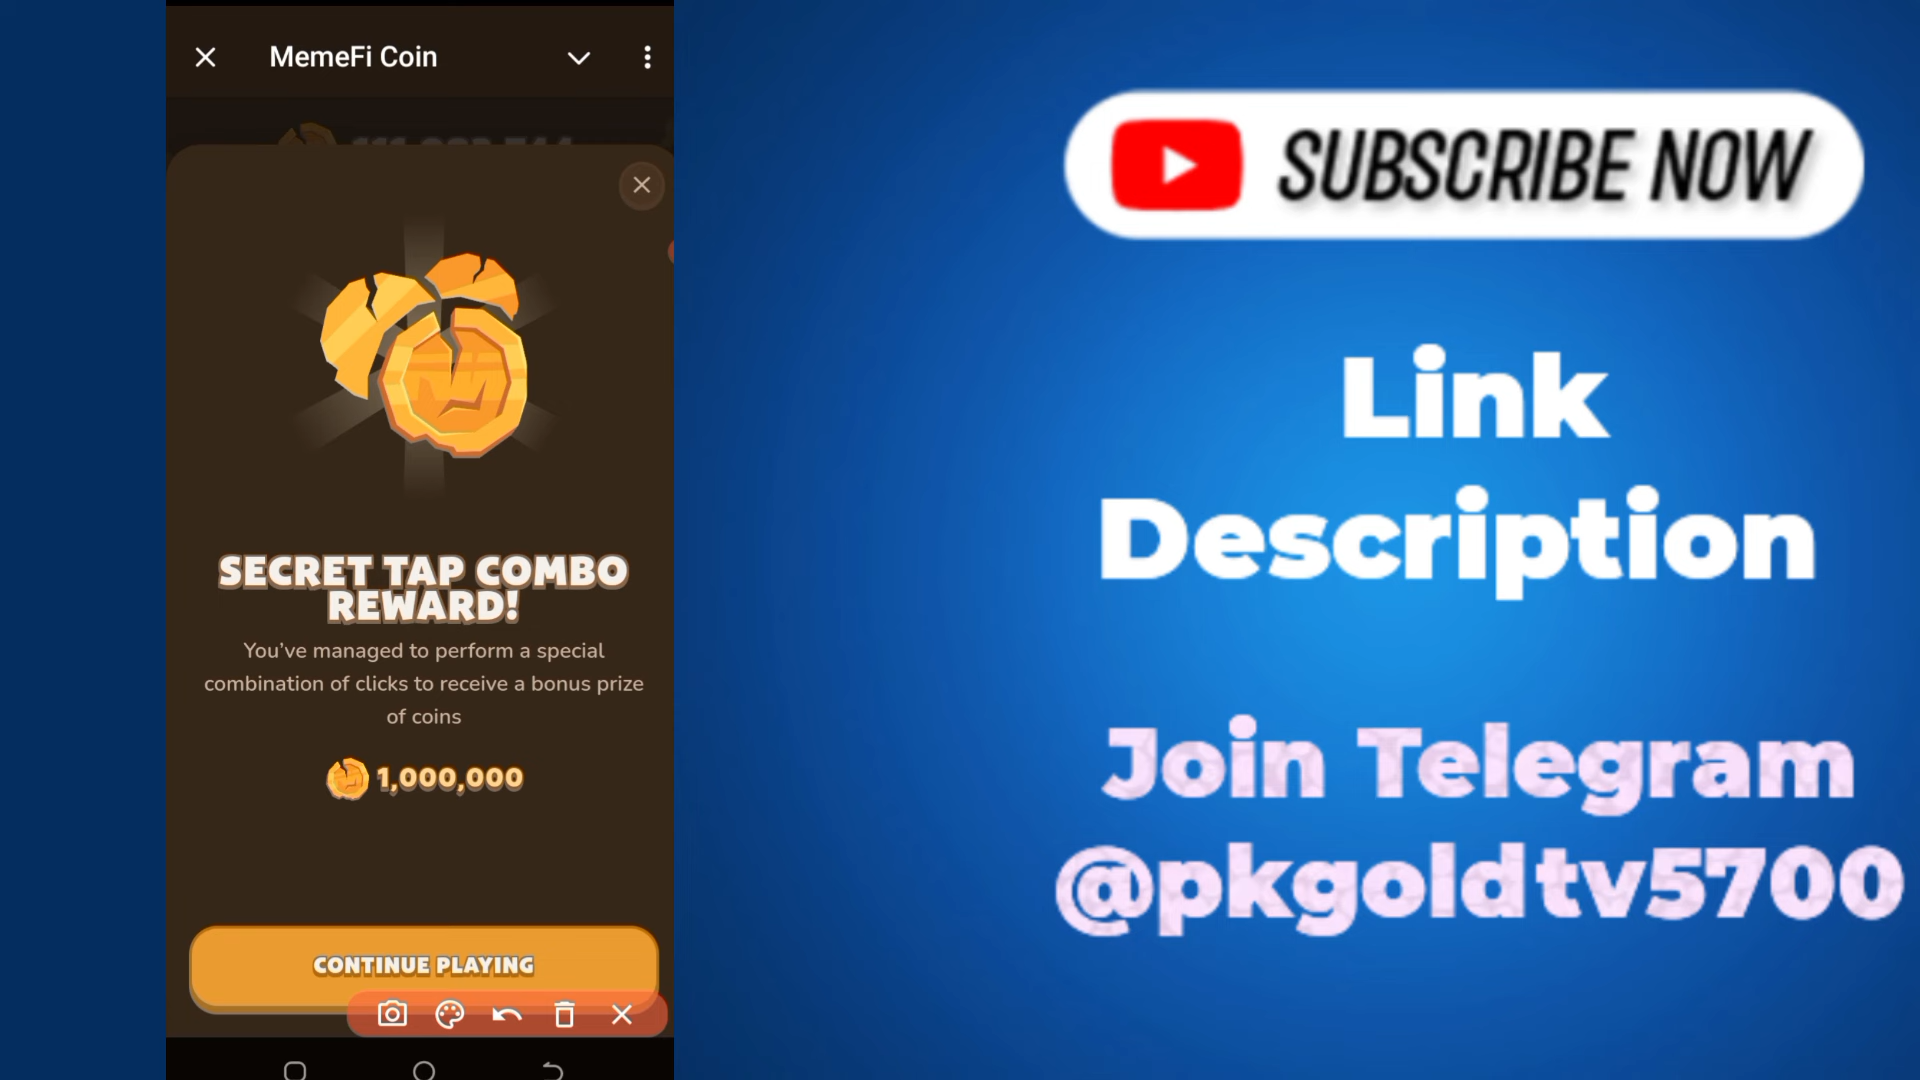 MemeFi Coin
SECRET TAP COMBO
REWARD!
You've managed to perform a special
combination of clicks to receive a bonus prize
of coins
1,000,000
CONTINUE PLAYING
SUBSCRIBE NOW
Link
Description
Join Telegram
@pkgoldtv5700